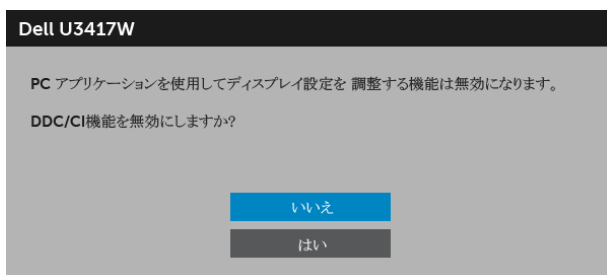 Dell U3417W
PC アプリケーションを使用してディスプレイ設定を 調整する機能は無効になります。
DDC/CI機能を無効にしますか?
いいえ
はい